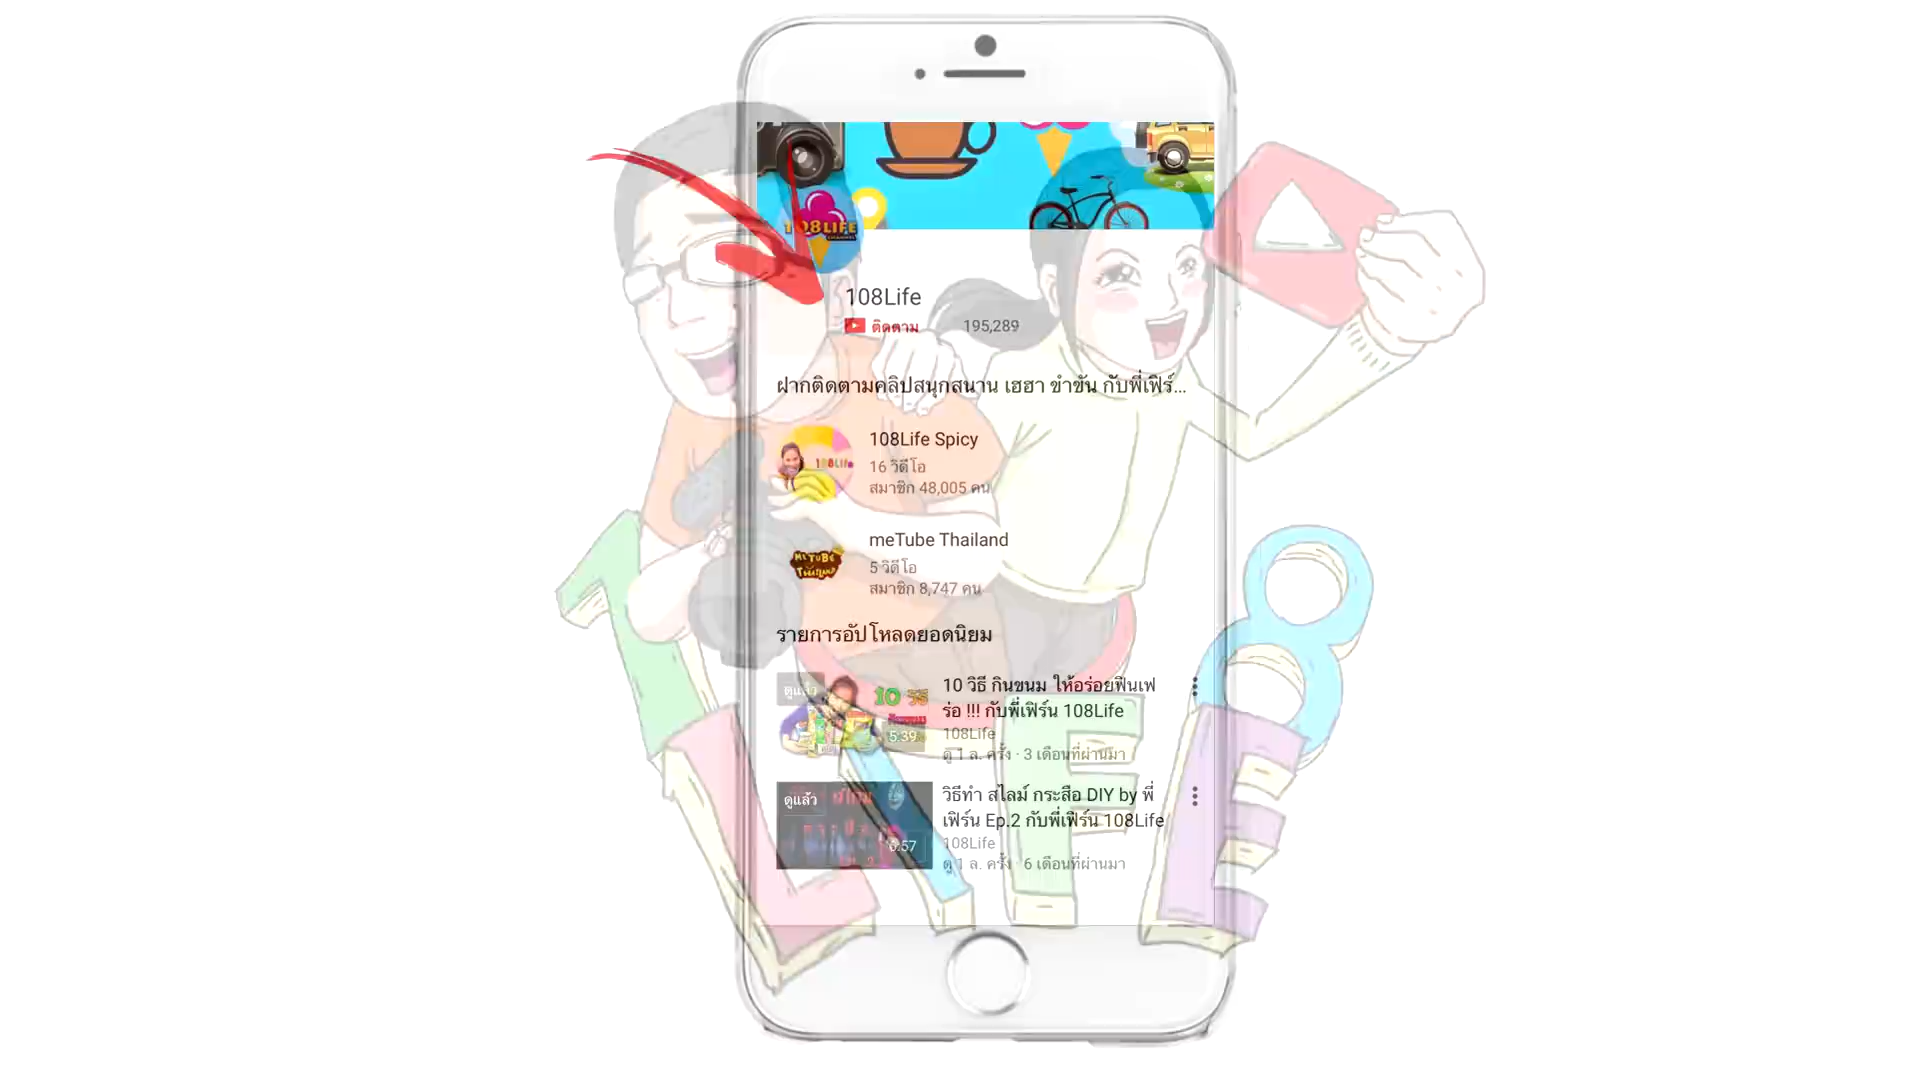 108LIFE
CHANNEL
108Life
ติดตาม 195,289
ฝากติดตามคลิปสนุกสนาน เฮฮา ขำขัน กับพี่เฟิร์...
108Life Spicy
108Life
16 วิดีโอ
สมาชิก 48,005 คน
meTube Thailand
METUBE
THAILAND
5 วิดีโอ
สมาชิก 8,747 คน
รายการอัปโหลดยอดนิยม
ดูแล้ว
10 วิธี
5:39
10 วิธี กินขนม ให้อร่อยฟินเฟ
ร่อ !!! กับพี่เฟิร์น 108Life
108Life
ดู 1 ล. ครั้ง · 3 เดือนที่ผ่านมา
ดูแล้ว
6:57
วิธีทำ สไลม์ กระสือ DIY by พี่
เฟิร์น Ep.2 กับพี่เฟิร์น 108Life
108Life
ดู 1 ล. ครั้ง · 6 เดือนที่ผ่านมา
108
LIFE